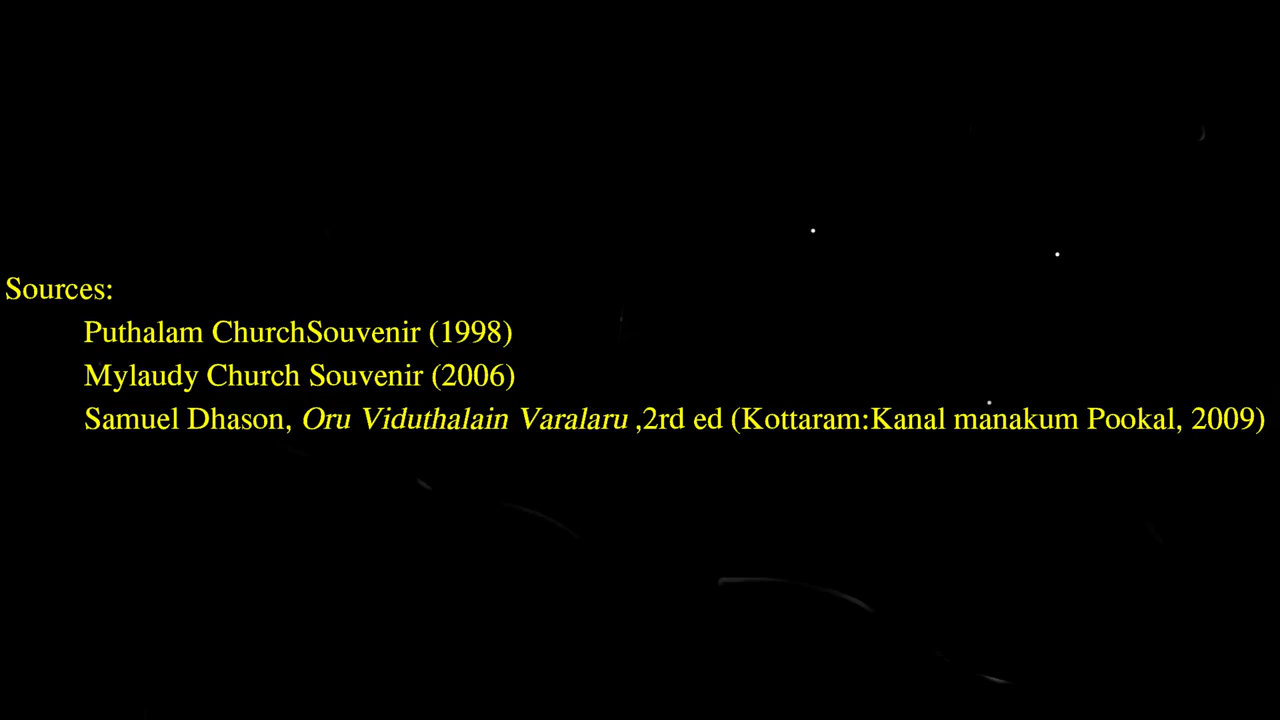 Sources:
Puthalam ChurchSouvenir (1998)
Mylaudy Church Souvenir (2006)
Samuel Dhason, Oru Viduthalain Varalaru ,2rd ed (Kottaram:Kanal manakum Pookal, 2009)